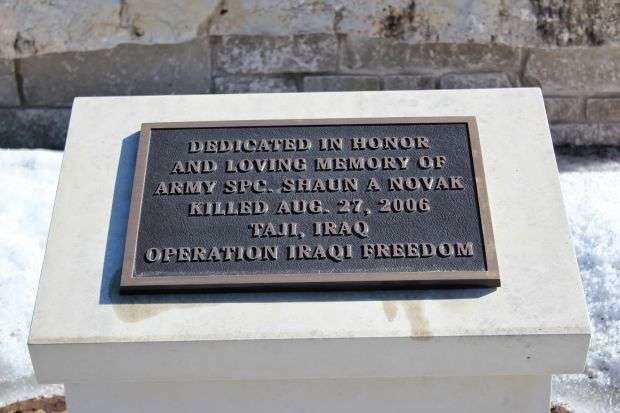 DEDICATED IN HONOR
AND LOVING MEMORY OF
ARMY SPC. SHAUN A NOVAK
KILLED AUG. 27, 2006
TAJI, IRAQ
OPERATION IRAQI FREEDOM